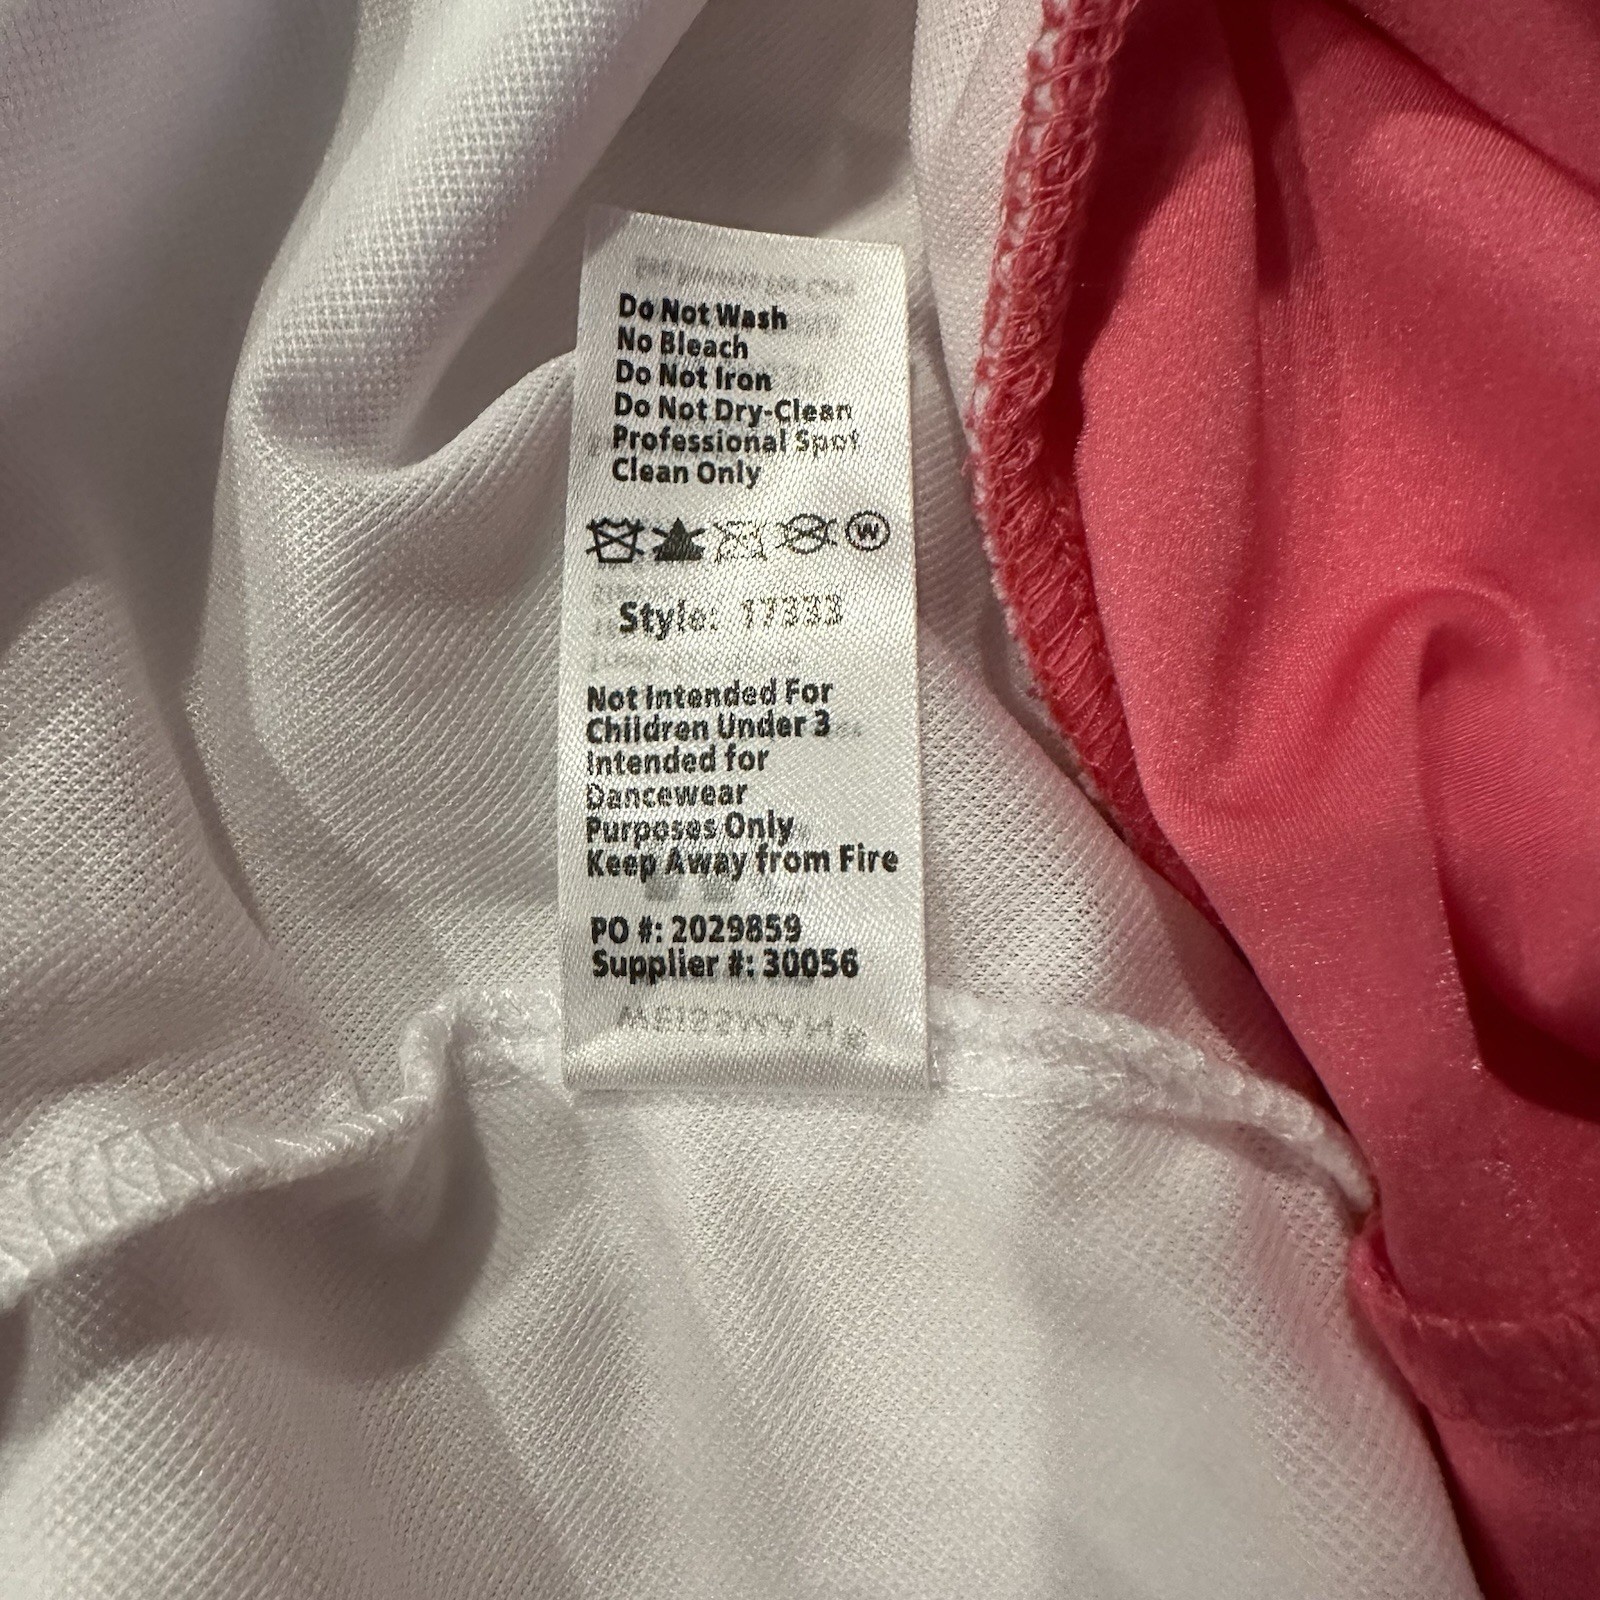 Do Not Wash
No Bleach
Do Not Iron
Do Not Dry-Clean
Professional Spot
Clean Only
W
Style: 17333
Not Intended For
Children Under 3
Intended for
Dancewear
Purposes Only
Keep Away from Fire
PO #: 2029859
Supplier #: 30056